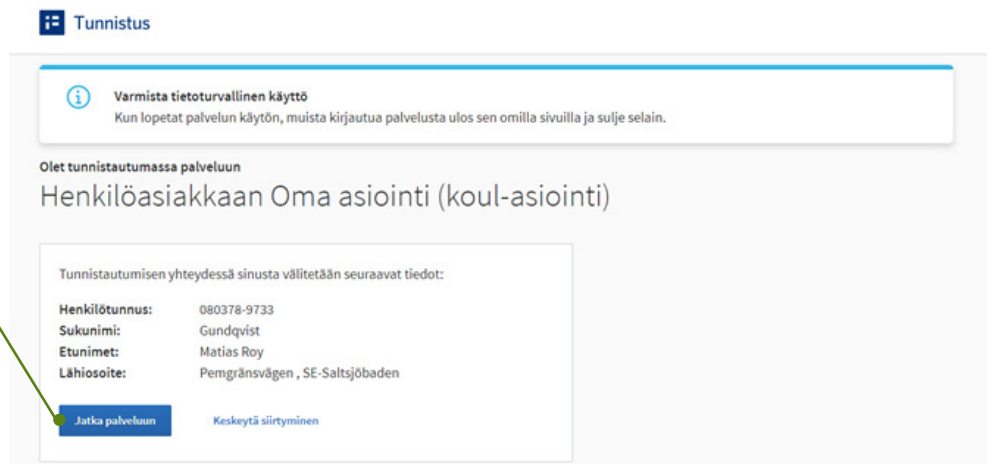 Tunnistus
Varmista tietoturvallinen käyttö
Kun lopetat palvelun käytön, muista kirjautua palvelusta ulos sen omilla sivuilla ja sulje selain.
Olet tunnistautumassa palveluun
Henkilöasiakkaan Oma asiointi (koul-asiointi)
Tunnistautumisen yhteydessä sinusta välitetään seuraavat tiedot:
Henkilötunnus: 080378-9733
Sukunimi: Gundqvist
Etunimet: Matias Roy
Lähiosoite: Pemgränsvägen , SE-Saltsjöbaden
Jatka palveluun Keskeytä siirtyminen